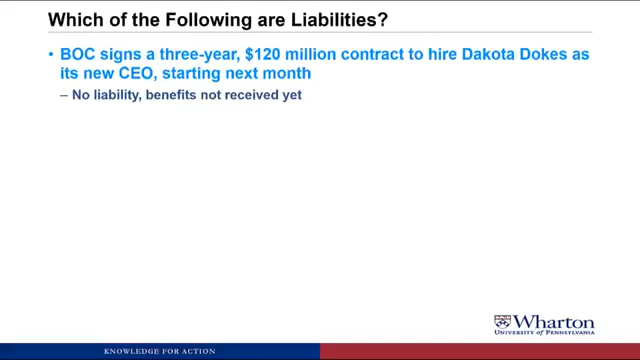 Which of the Following are Liabilities?
• BOC signs a three-year, $120 million contract to hire Dakota Dokes as
its new CEO, starting next month
– No liability, benefits not received yet
Wharton
UNIVERSITY OF PENNSYLVANIA
KNOWLEDGE FOR ACTION